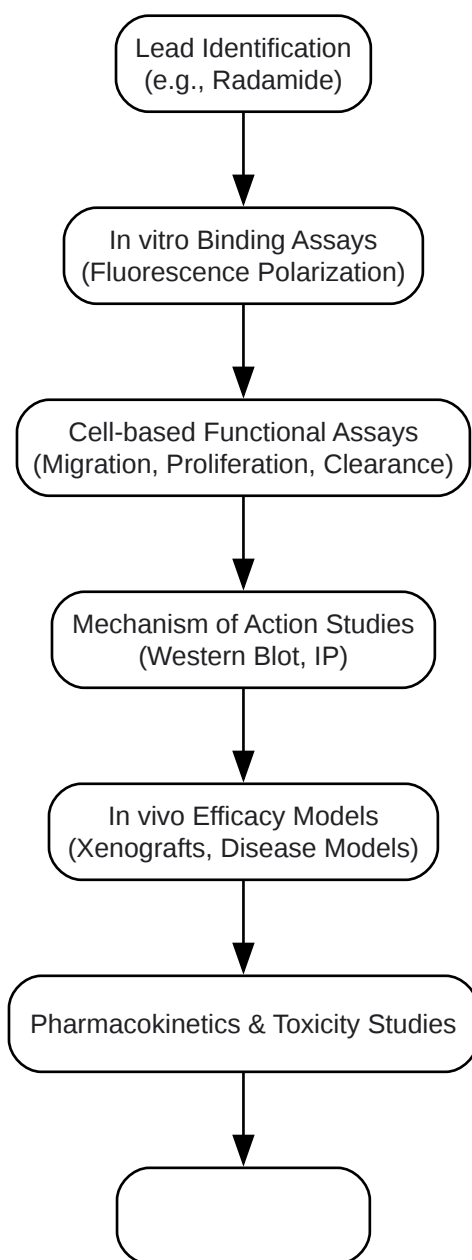 Lead Identification
(e.g., Radamide)
In vitro Binding Assays
(Fluorescence Polarization)
Cell-based Functional Assays
(Migration, Proliferation, Clearance)
Mechanism of Action Studies
(Western Blot, IP)
In vivo Efficacy Models
(Xenografts, Disease Models)
Pharmacokinetics & Toxicity Studies